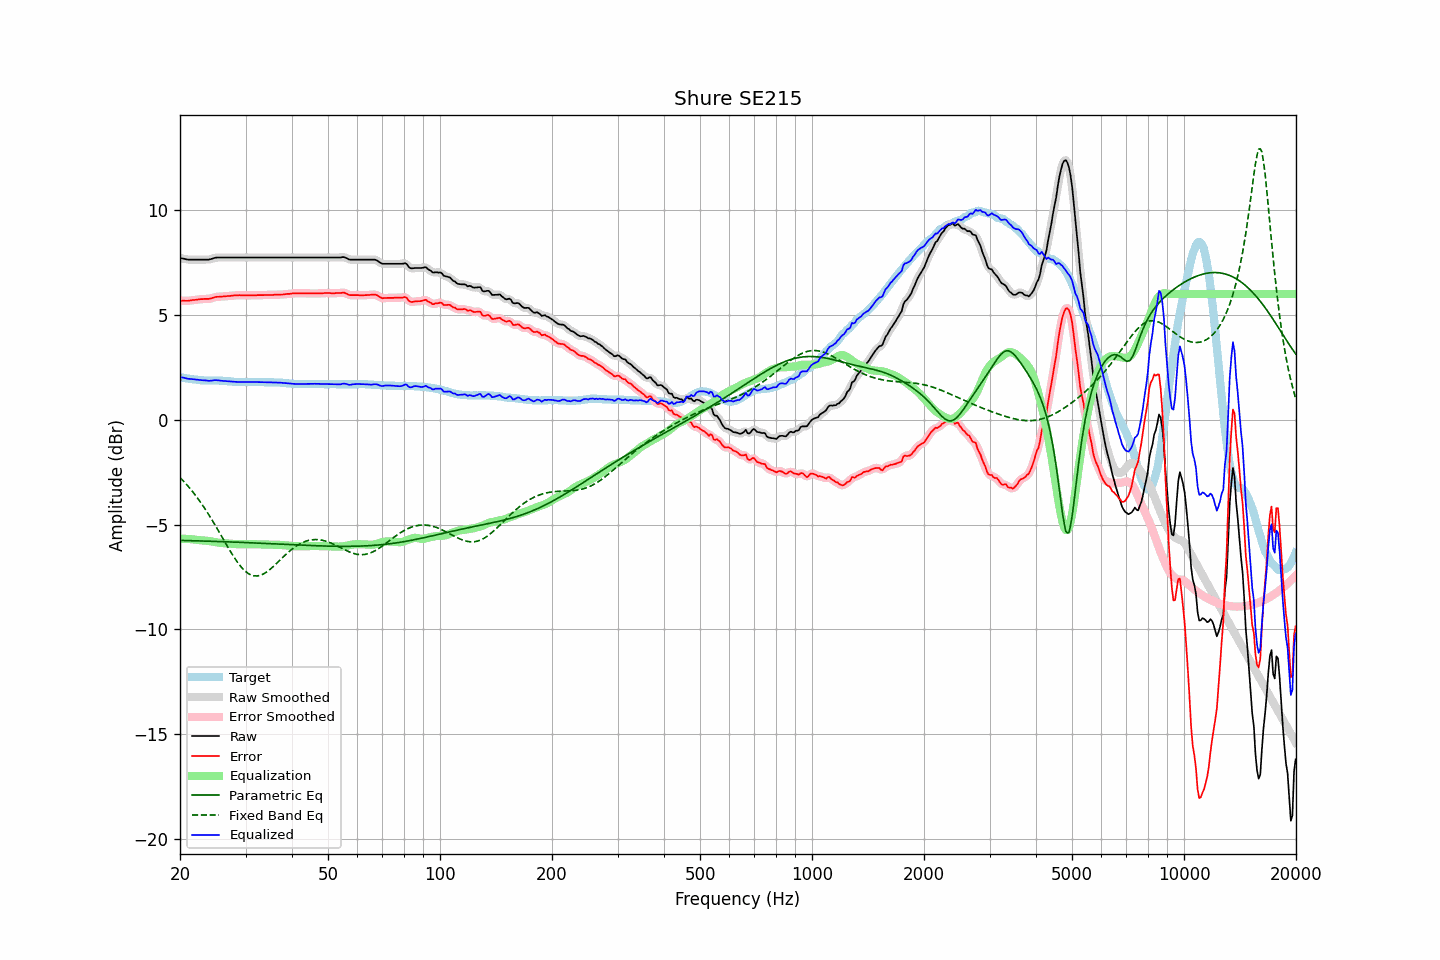 Shure SE215
Amplitude (dBr)
10
5
0
−5
−10
−15
−20
Target
Raw Smoothed
Error Smoothed
Raw
Error
Equalization
Parametric Eq
Fixed Band Eq
Equalized
20 50 100 200 500 1000 2000 5000 10000 20000
Frequency (Hz)